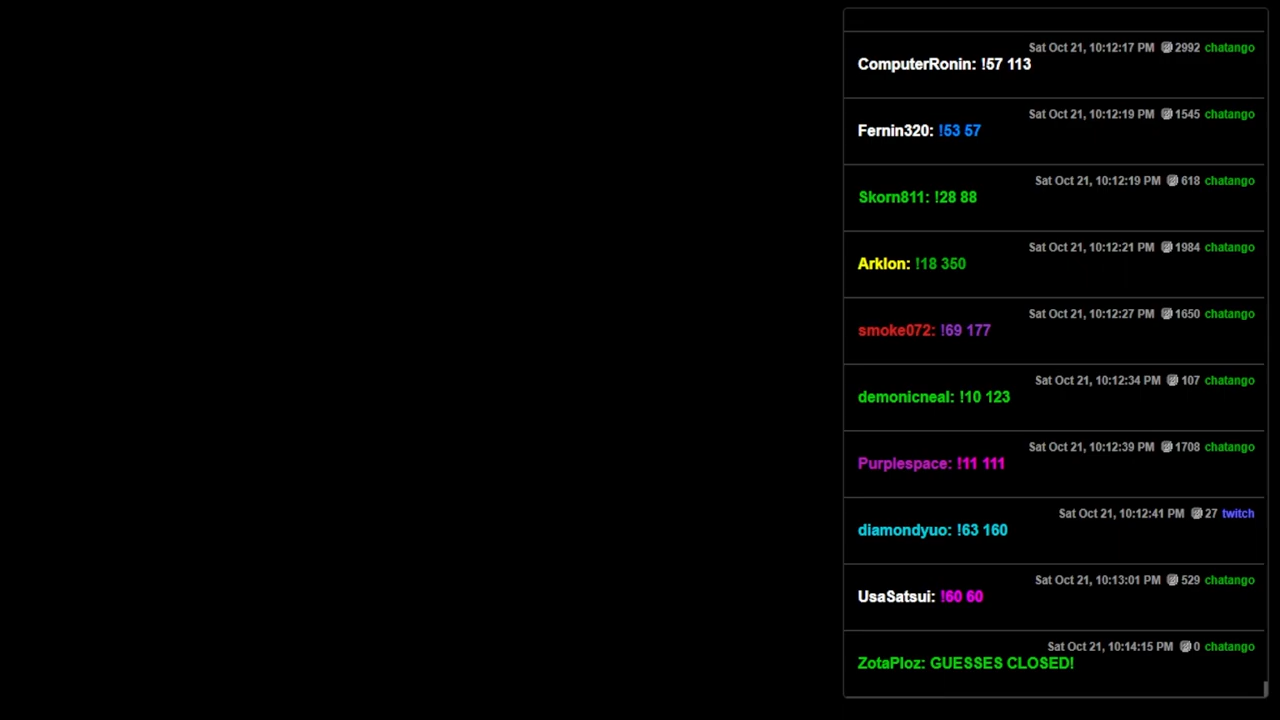 Sat Oct 21, 10:12:17 PM 2992 chatango
ComputerRonin: !57 113
Sat Oct 21, 10:12:19 PM 1545 chatango
Fernin320: !53 57
Sat Oct 21, 10:12:19 PM 618 chatango
Skorn811: !28 88
Sat Oct 21, 10:12:21 PM 1984 chatango
Arklon: !18 350
Sat Oct 21, 10:12:27 PM 1650 chatango
smoke072: !69 177
Sat Oct 21, 10:12:34 PM 107 chatango
demonicneal: !10 123
Sat Oct 21, 10:12:39 PM 1708 chatango
Purplespace: !11 111
Sat Oct 21, 10:12:41 PM 27 twitch
diamondyuo: !63 160
Sat Oct 21, 10:13:01 PM 529 chatango
UsaSatsui: !60 60
Sat Oct 21, 10:14:15 PM 0 chatango
ZotaPloz: GUESSES CLOSED!